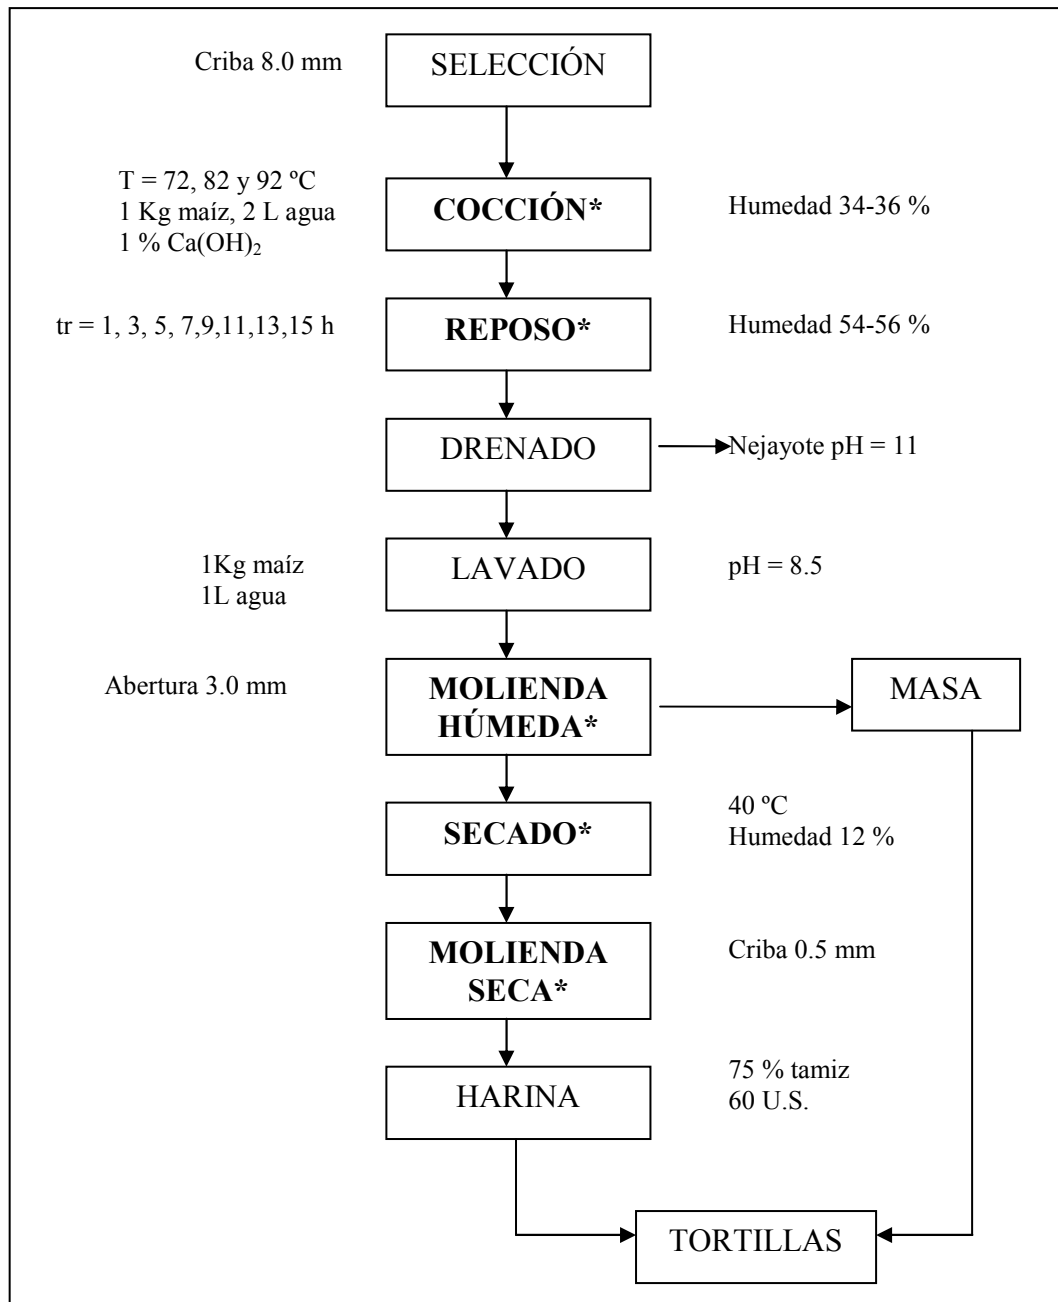 Criba 8.0 mm
SELECCIÓN
T = 72, 82 y 92 ºC
1 Kg maíz, 2 L agua
1 % Ca(OH)₂
COCCIÓN*
Humedad 34-36 %
tr = 1, 3, 5, 7,9,11,13,15 h
REPOSO*
Humedad 54-56 %
DRENADO
Nejayote pH = 11
1Kg maíz
1L agua
LAVADO
pH = 8.5
Abertura 3.0 mm
MOLIENDA
HÚMEDA*
MASA
SECADO*
40 ºC
Humedad 12 %
MOLIENDA
SECA*
Criba 0.5 mm
HARINA
75 % tamiz
60 U.S.
TORTILLAS